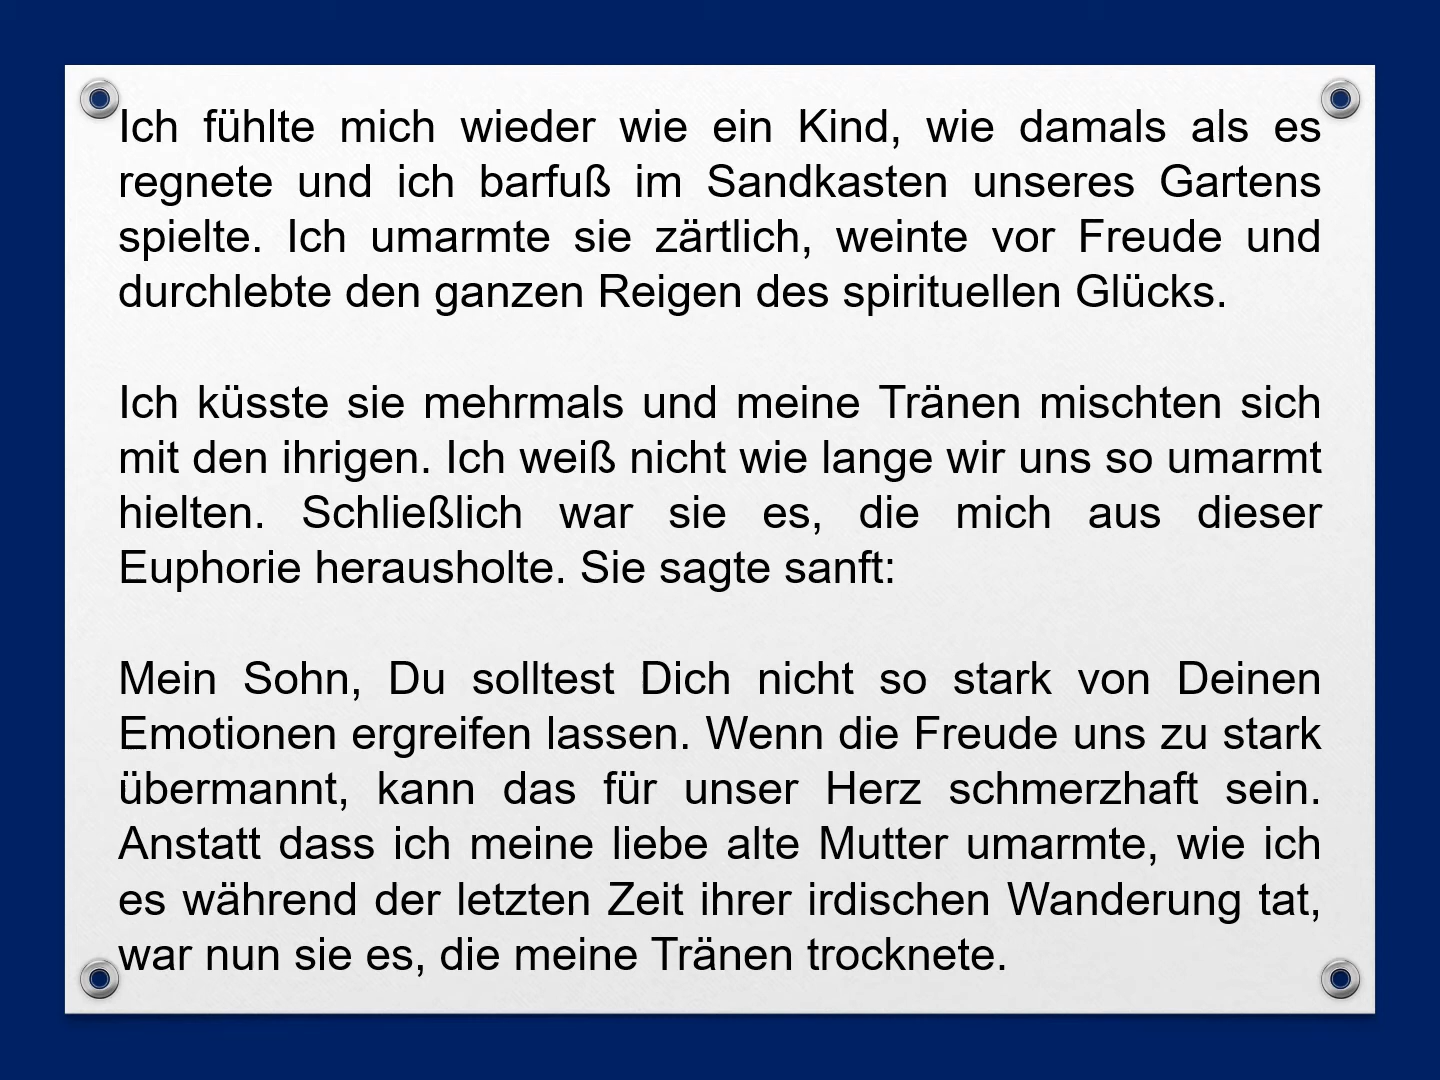 Ich fühlte mich wieder wie ein Kind, wie damals als es
regnete und ich barfuß im Sandkasten unseres Gartens
spielte. Ich umarmte sie zärtlich, weinte vor Freude und
durchlebte den ganzen Reigen des spirituellen Glücks.
Ich küsste sie mehrmals und meine Tränen mischten sich
mit den ihrigen. Ich weiß nicht wie lange wir uns so umarmt
hielten. Schließlich war sie es, die mich aus dieser
Euphorie herausholte. Sie sagte sanft:
Mein Sohn, Du solltest Dich nicht so stark von Deinen
Emotionen ergreifen lassen. Wenn die Freude uns zu stark
übermannt, kann das für unser Herz schmerzhaft sein.
Anstatt dass ich meine liebe alte Mutter umarmte, wie ich
es während der letzten Zeit ihrer irdischen Wanderung tat,
war nun sie es, die meine Tränen trocknete.